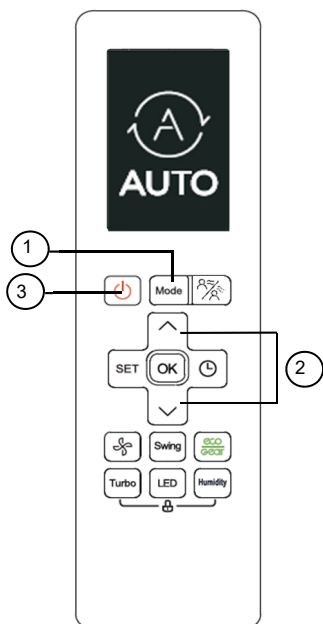 A
AUTO
1
3
Mode
2
SET
OK
Swing
eco
Gear
Turbo
LED
Humidity